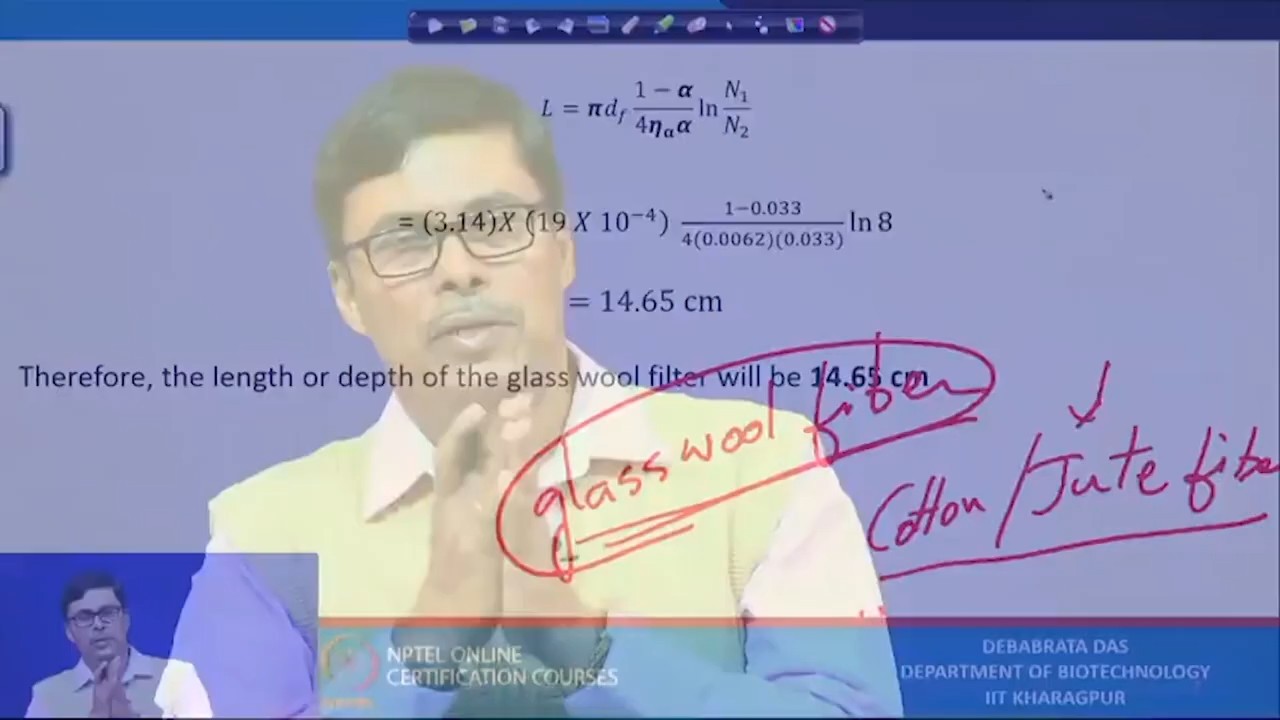 L = πd_f (1 − α)/(4η_α α) ln N₁/N₂
= (3.14)X (19 X 10⁻⁴) (1−0.033)/(4(0.0062)(0.033)) ln 8
= 14.65 cm
Therefore, the length or depth of the glass wool filter will be 14.65 cm
glass wool fiber
Cotton / Jute fibe
NPTEL ONLINE
CERTIFICATION COURSES
DEBABRATA DAS
DEPARTMENT OF BIOTECHNOLOGY
IIT KHARAGPUR